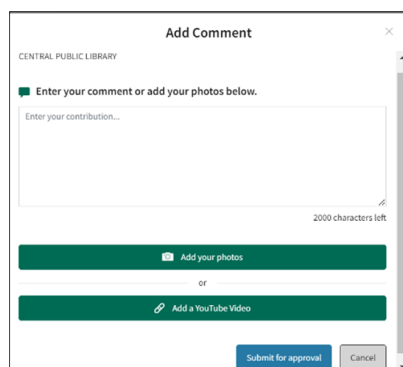 Add Comment
CENTRAL PUBLIC LIBRARY
Enter your comment or add your photos below.
Enter your contribution...
2000 characters left
Add your photos
or
Add a YouTube Video
Submit for approval
Cancel